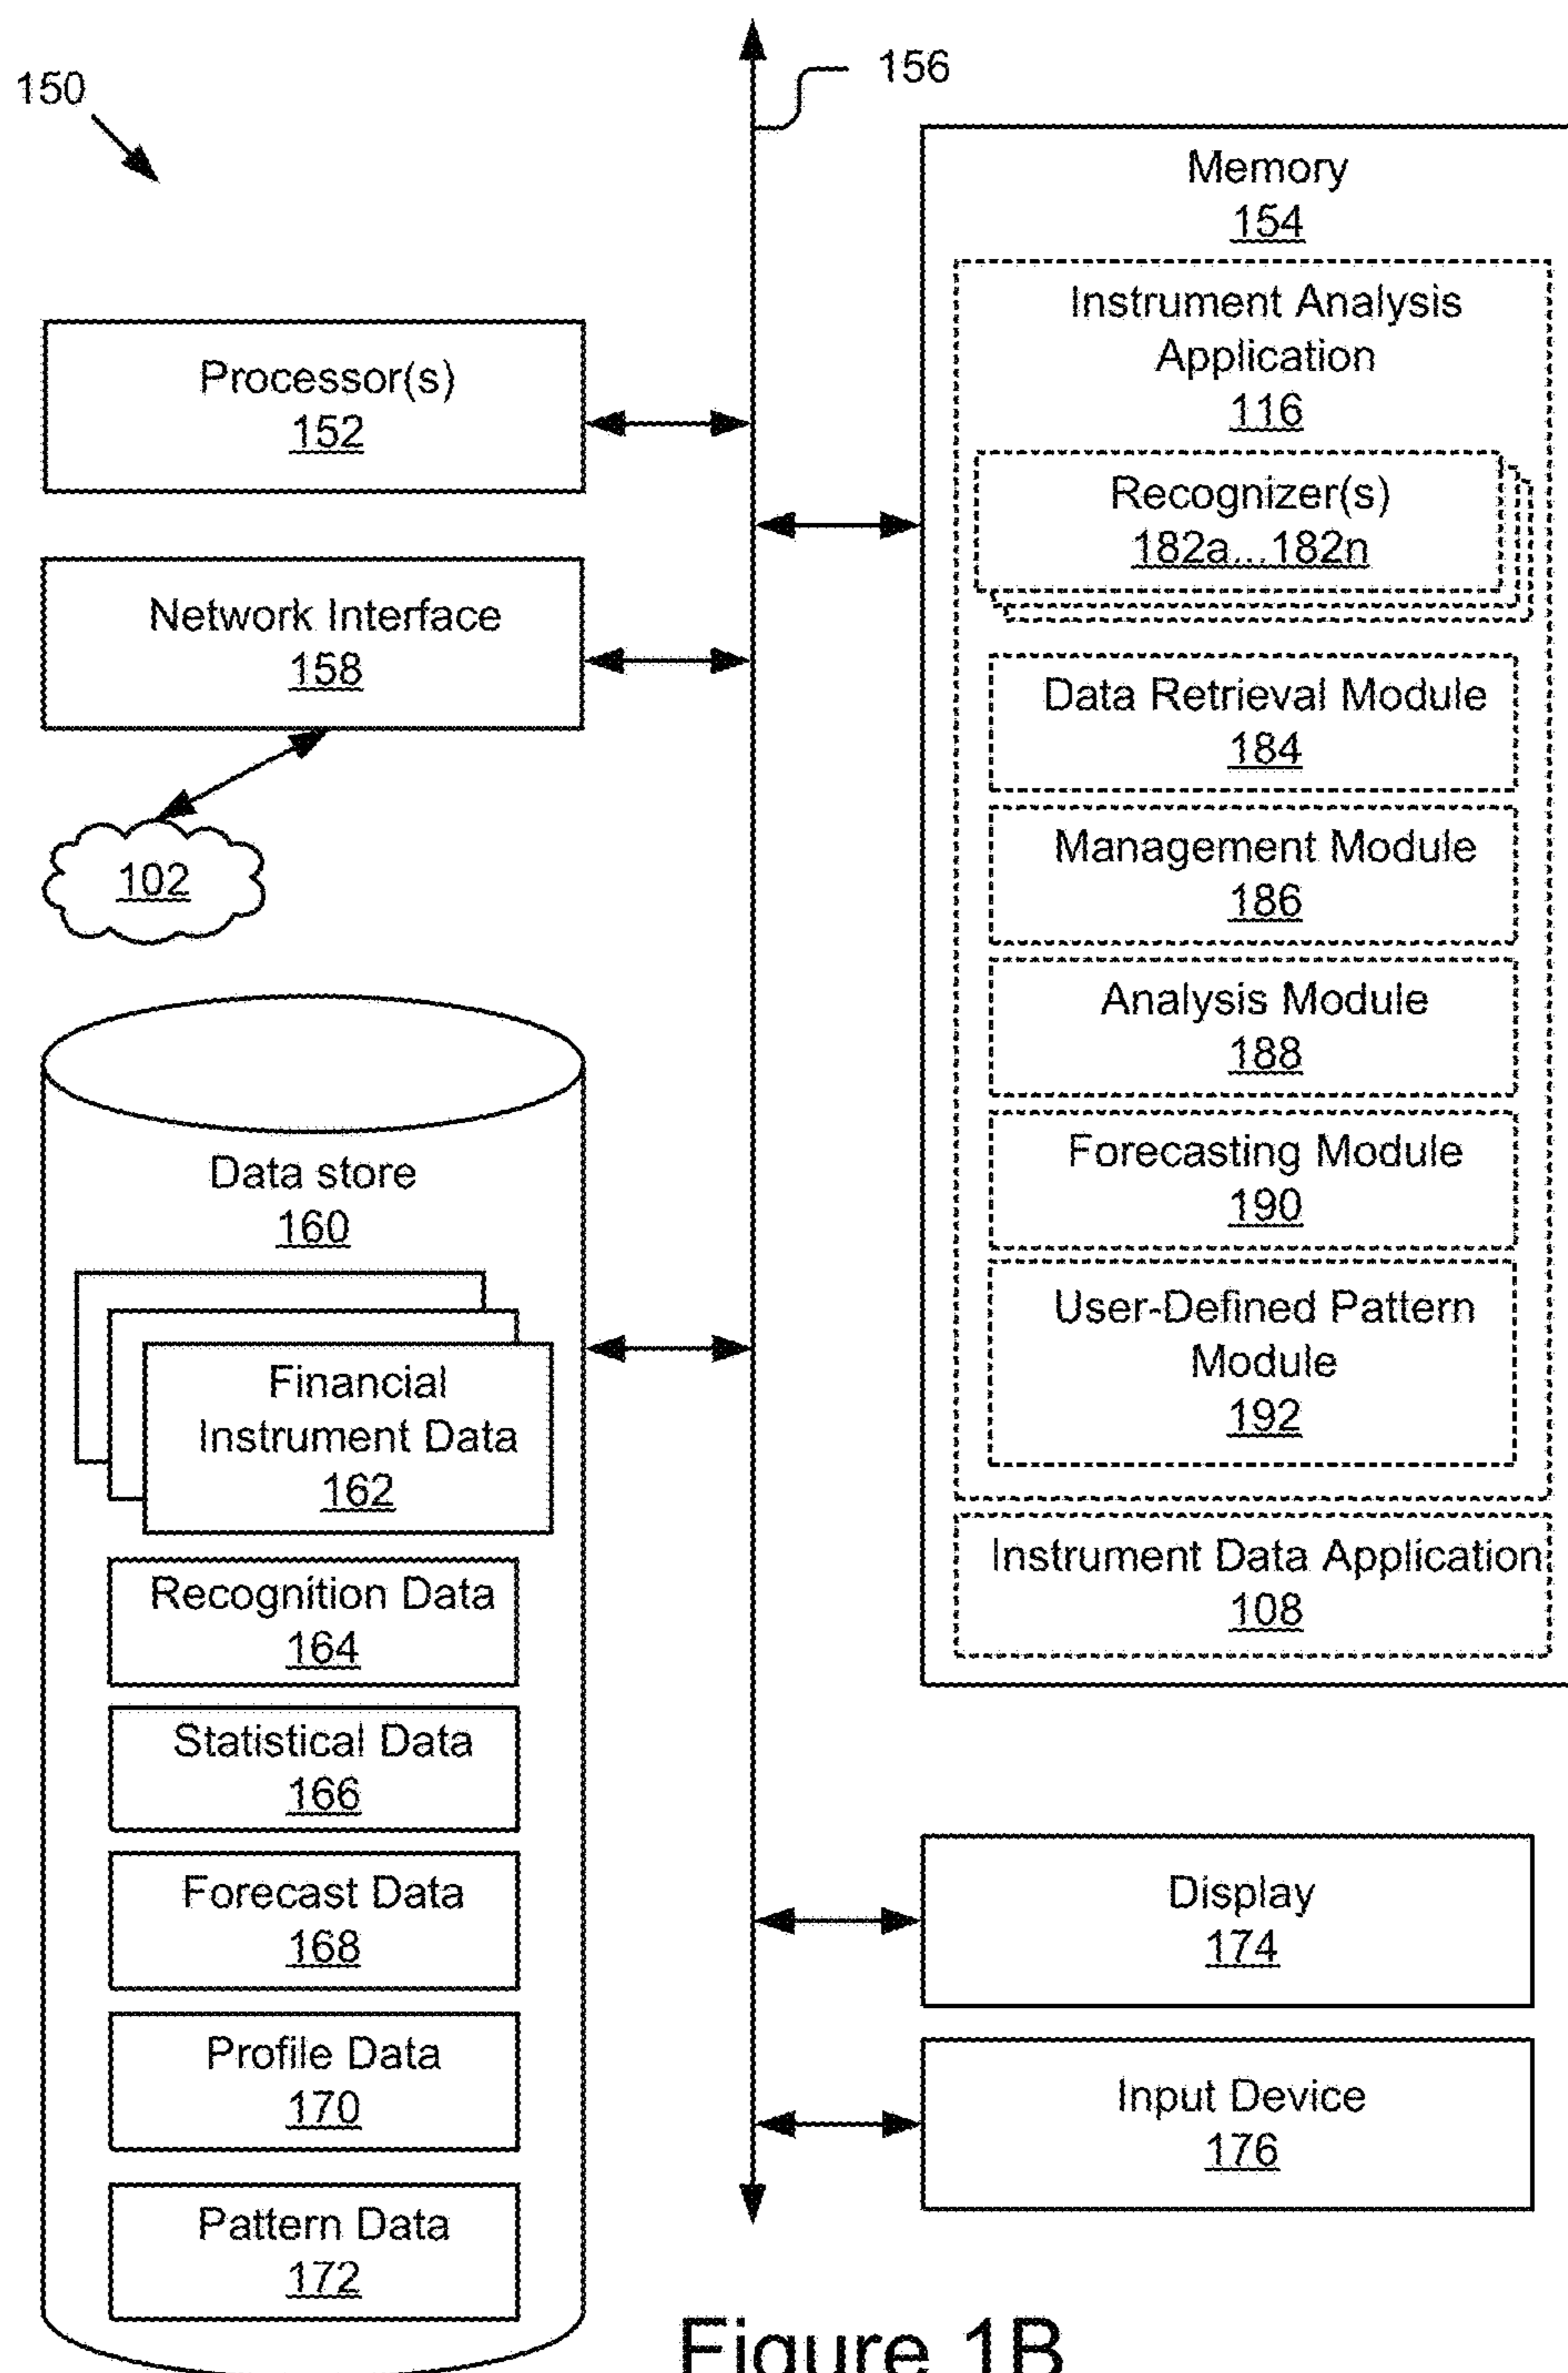 150
156
Processor(s)
152
Network Interface
158
102
Data store
160
Financial
Instrument Data
162
Recognition Data
164
Statistical Data
166
Forecast Data
168
Profile Data
170
Pattern Data
172
Memory
154
Instrument Analysis
Application
116
Recognizer(s)
182a...182n
Data Retrieval Module
184
Management Module
186
Analysis Module
188
Forecasting Module
190
User-Defined Pattern
Module
192
Instrument Data Application
108
Display
174
Input Device
176
Figure 1B